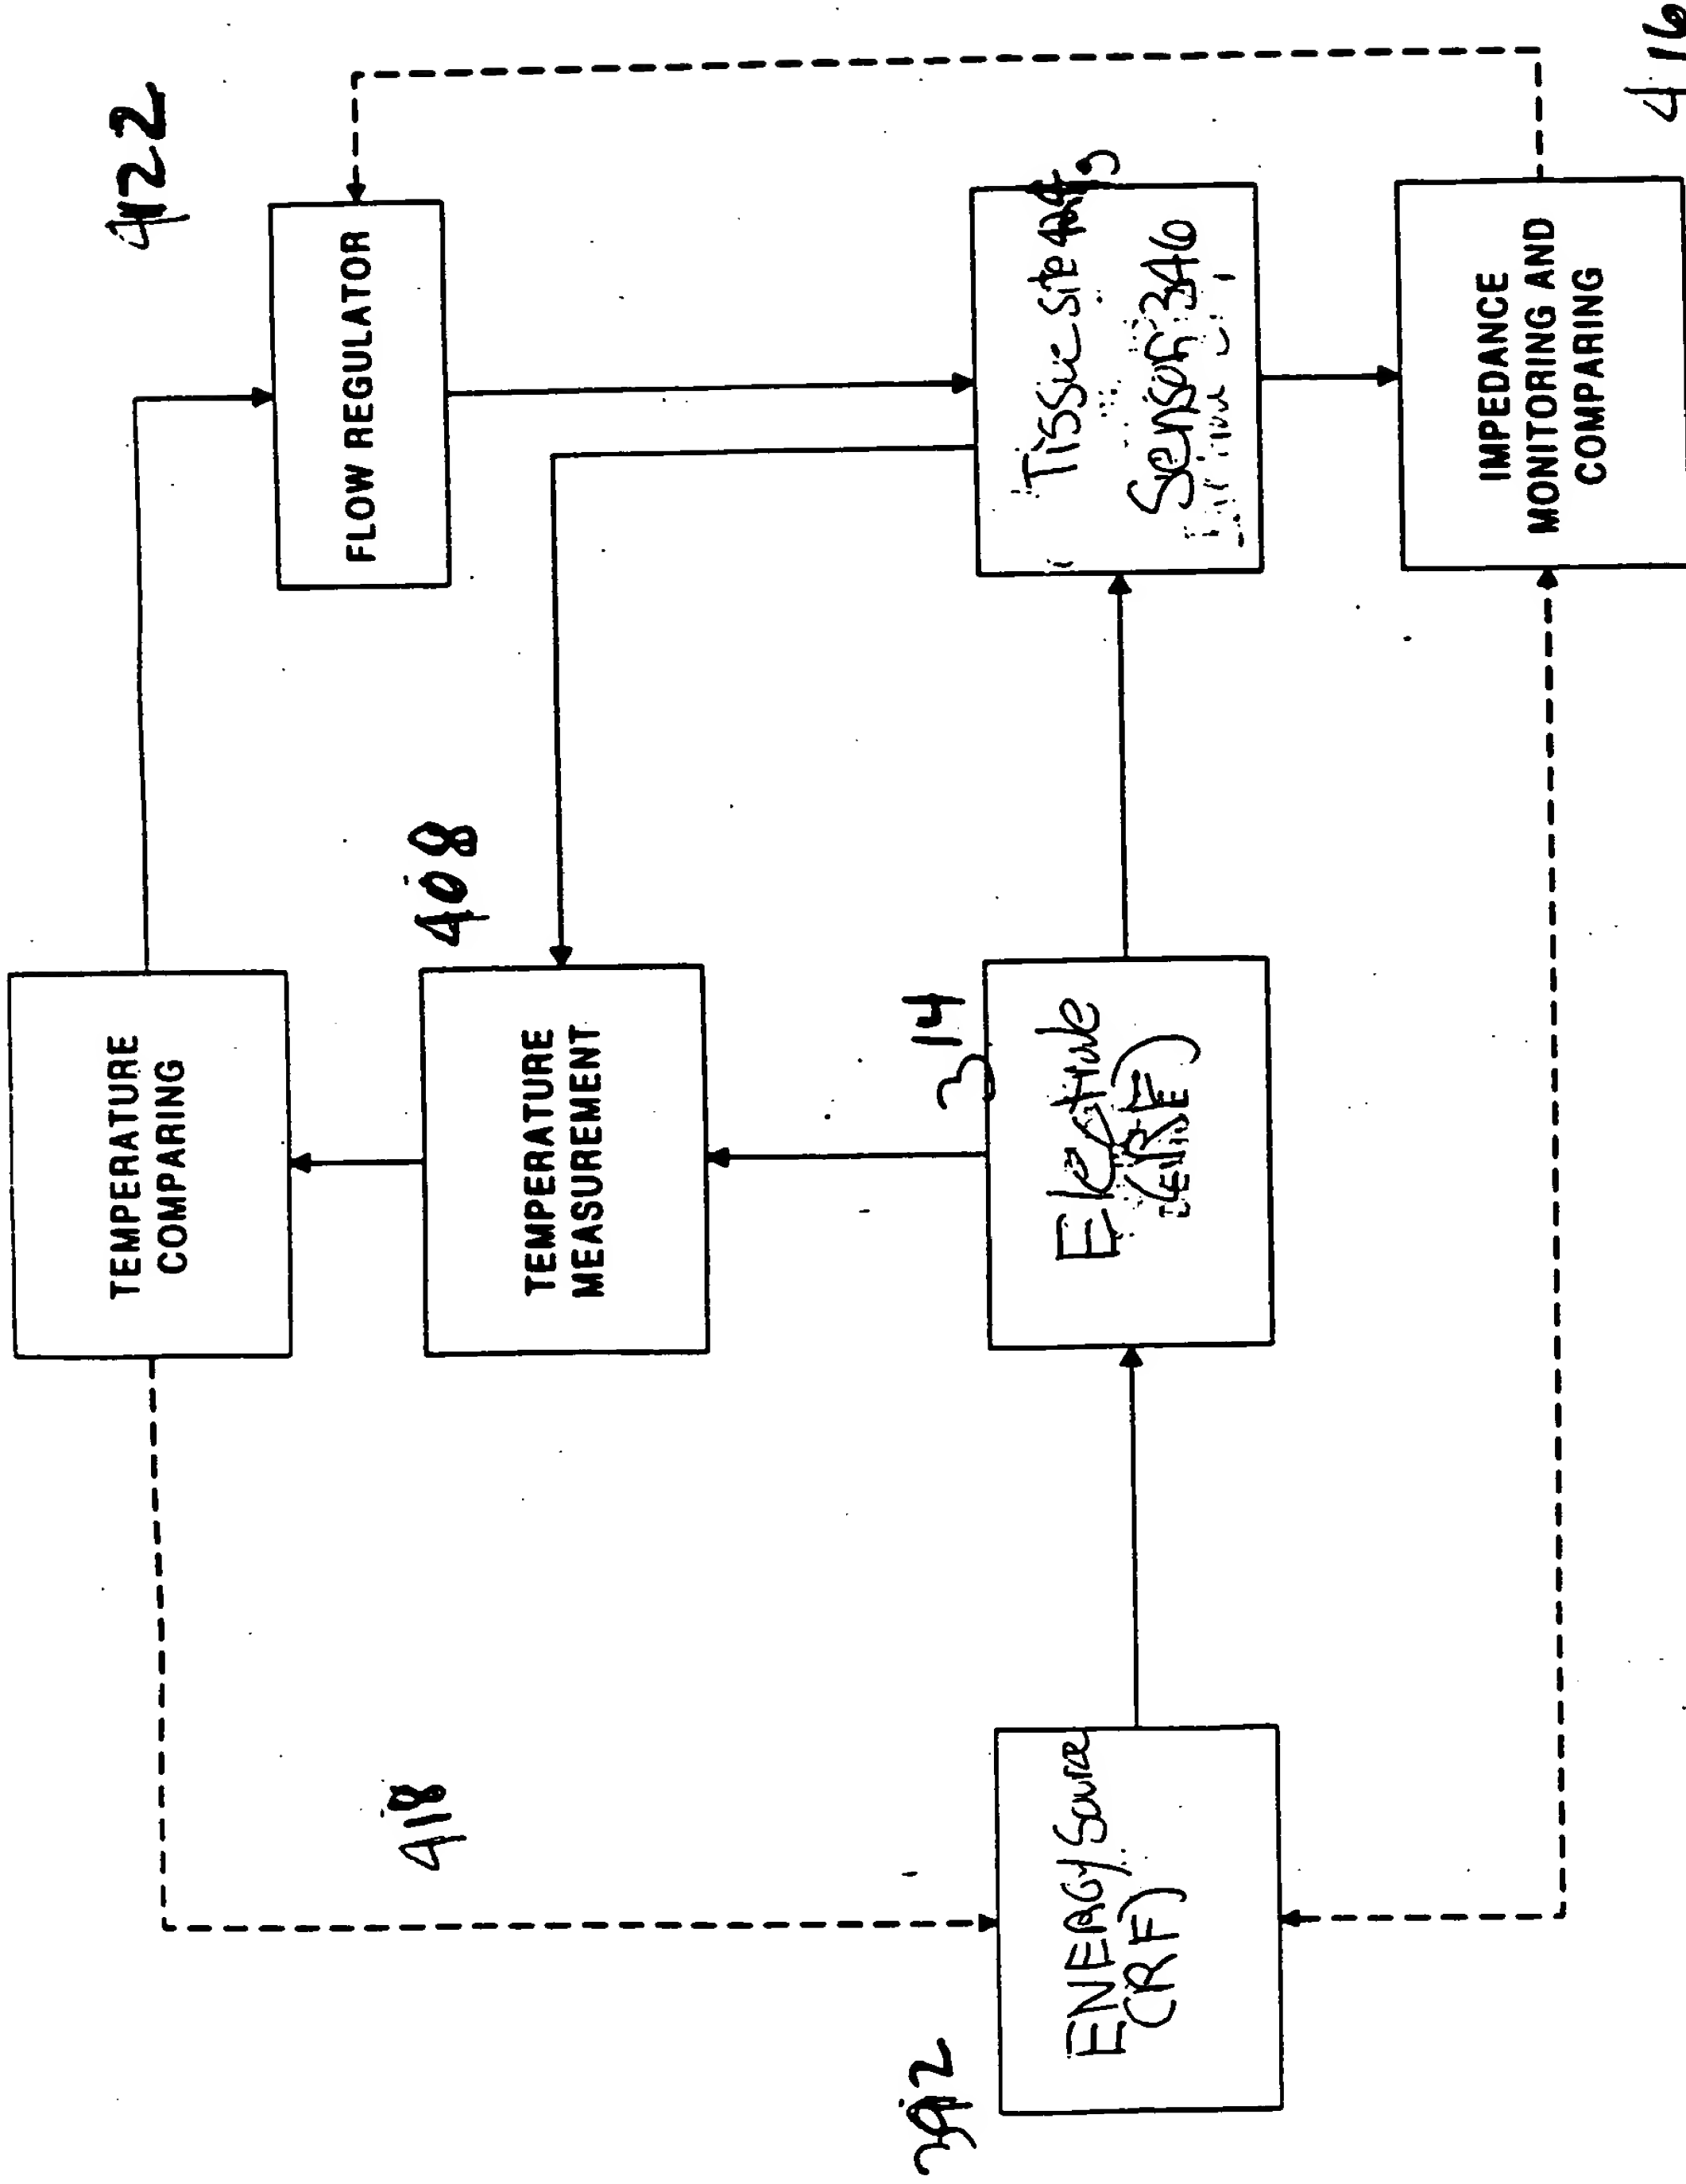 422
FLOW REGULATOR
TEMPERATURE
COMPARING
408
TEMPERATURE
MEASUREMENT
418
Tissue site
Sensor 346
314
Electrode
(RF)
392
ENERGY Source
(RF)
IMPEDANCE
MONITORING AND
COMPARING
416